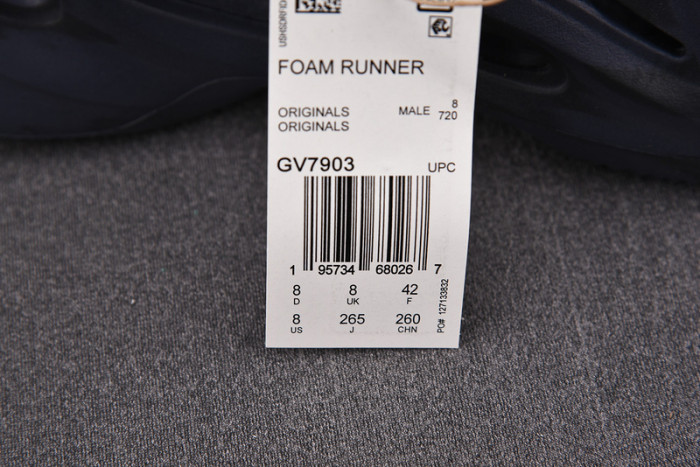 USHSDRFID
FOAM RUNNER
ORIGINALS
ORIGINALS
MALE 8
720
GV7903
UPC
1 95734 68026 7
8 8 42
D UK F
8 265 260
US J CHN
PO# 127133832